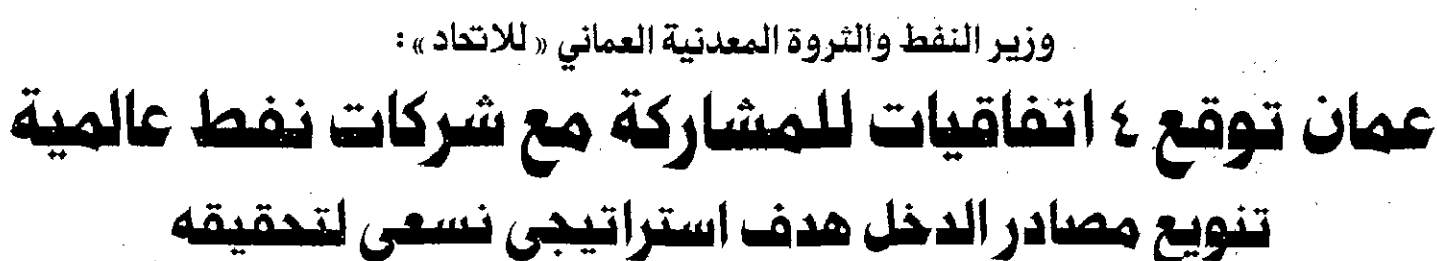 وزير النفط والثروة المعدنية العماني « للاتحاد » :
عمان توقع ٤ اتفاقيات للمشاركة مع شركات نفط عالمية
تنويع مصادر الدخل هدف استراتيجي نسعى لتحقيقه